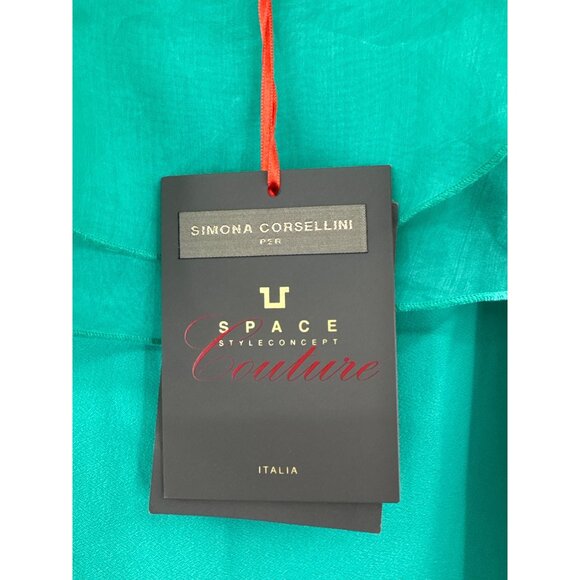 SIMONA CORSELLINI
PER
SPACE
STYLECONCEPT
Couture
ITALIA